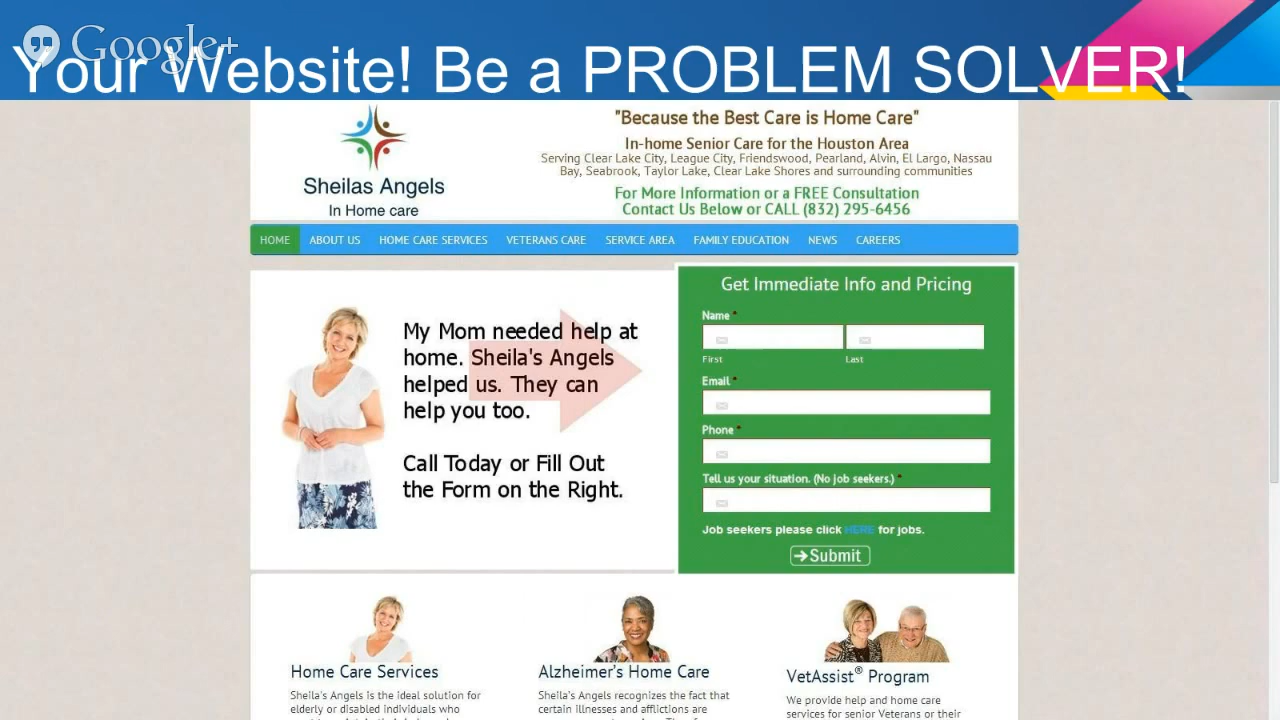 Google+
Your Website! Be a PROBLEM SOLVER!
"Because the Best Care is Home Care"
In-home Senior Care for the Houston Area
Serving Clear Lake City, League City, Friendswood, Pearland, Alvin, El Largo, Nassau
Bay, Seabrook, Taylor Lake, Clear Lake Shores and surrounding communities
For More Information or a FREE Consultation
Contact Us Below or CALL (832) 295-6456
Sheilas Angels
In Home care
HOME ABOUT US HOME CARE SERVICES VETERANS CARE SERVICE AREA FAMILY EDUCATION NEWS CAREERS
My Mom needed help at
home. Sheila's Angels
helped us. They can
help you too.
Call Today or Fill Out
the Form on the Right.
Get Immediate Info and Pricing
Name *
First Last
Email *
Phone *
Tell us your situation. (No job seekers.) *
Job seekers please click HERE for jobs.
Submit
Home Care Services
Sheila's Angels is the ideal solution for
elderly or disabled individuals who
Alzheimer's Home Care
Sheila's Angels recognizes the fact that
certain illnesses and afflictions are
VetAssist® Program
We provide help and home care
services for senior Veterans or their